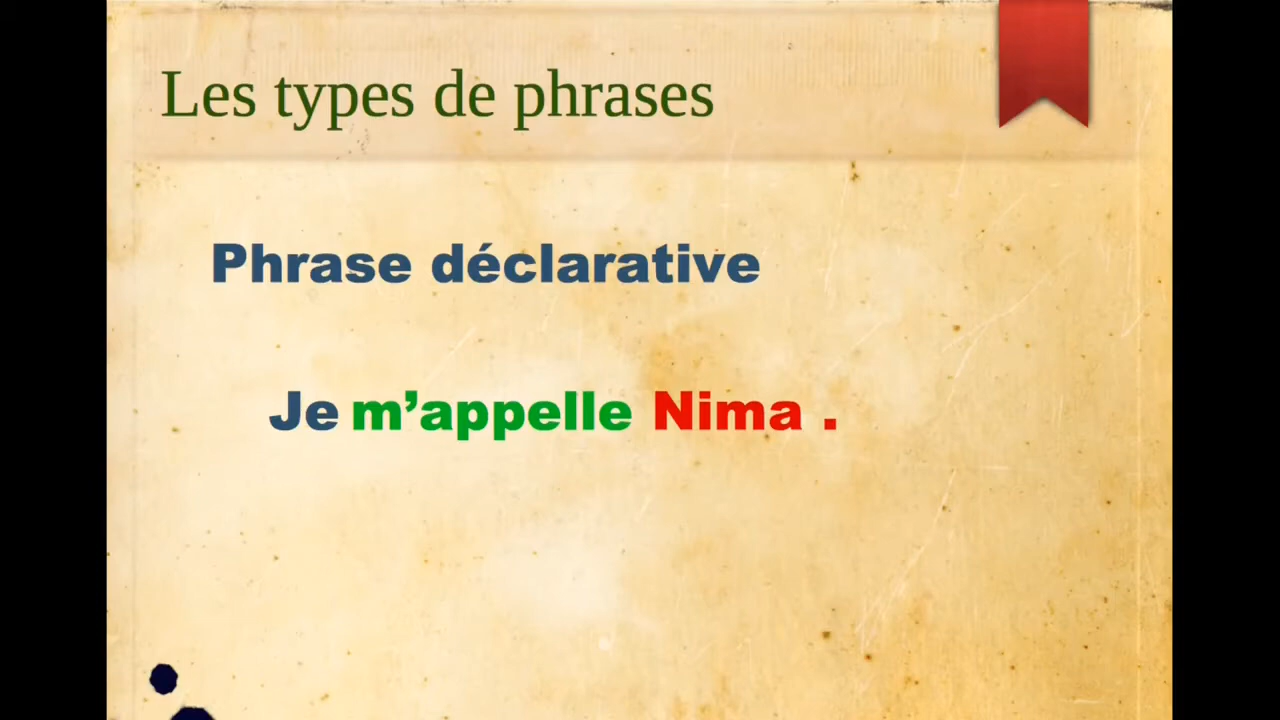 Les types de phrases
Phrase déclarative
Je m’appelle Nima .